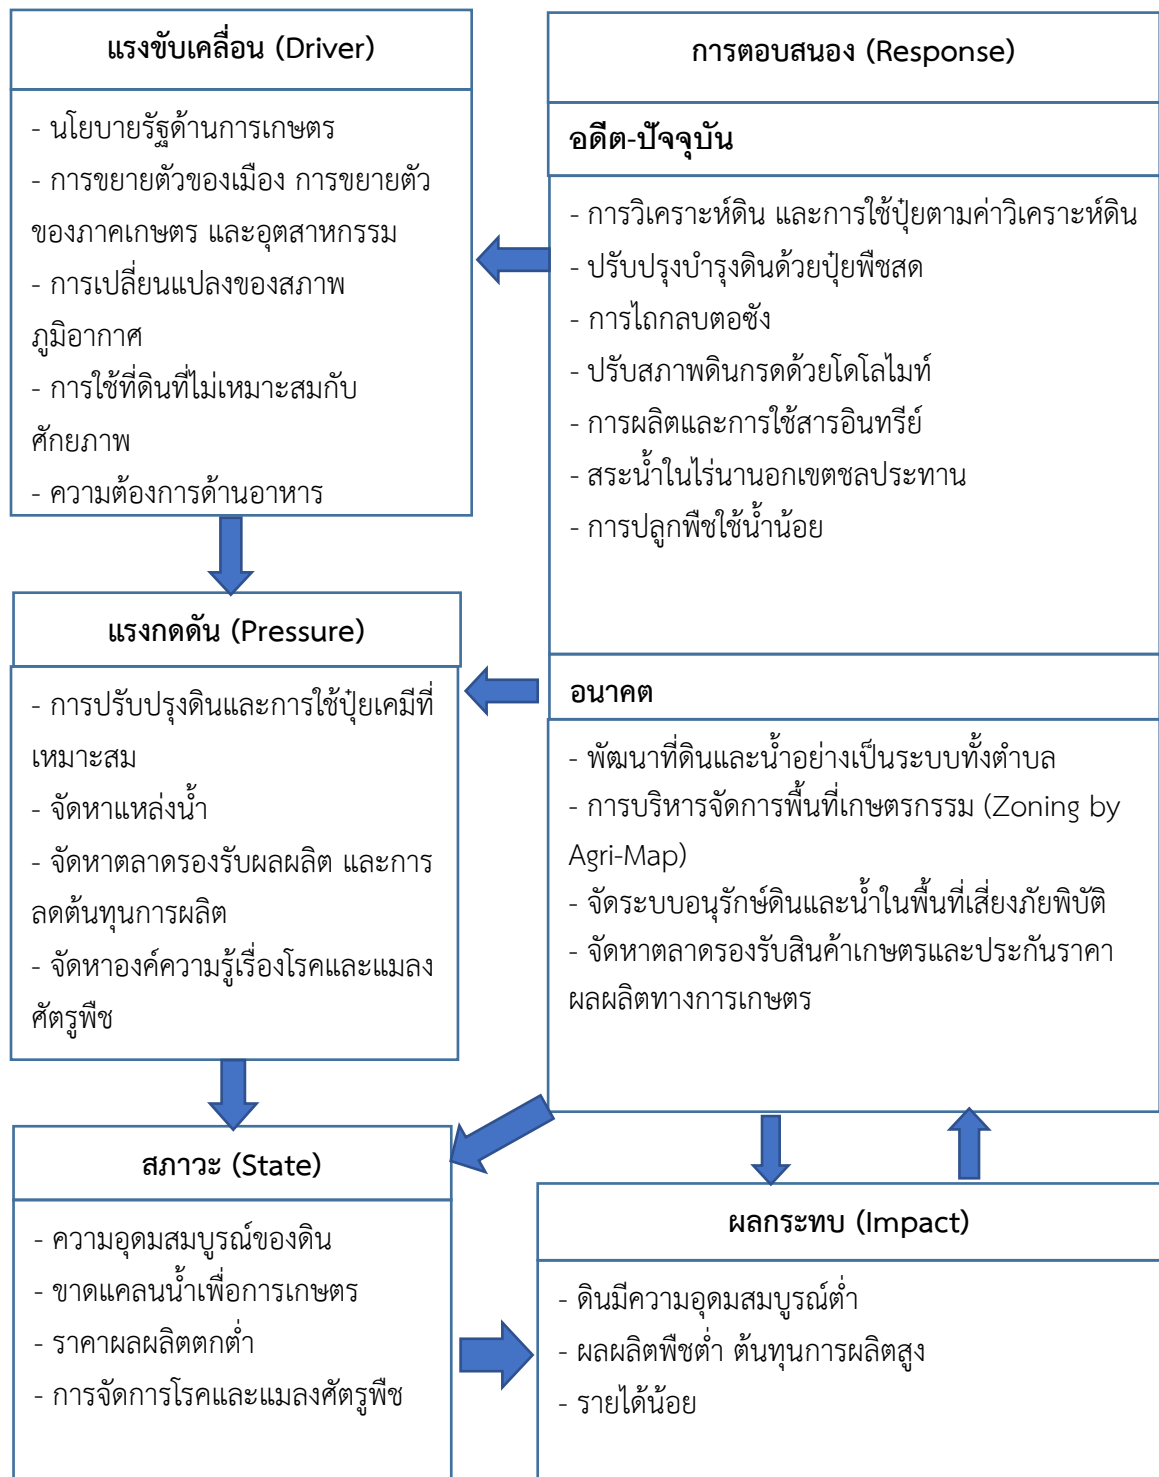 แรงขับเคลื่อน (Driver)
- นโยบายรัฐด้านการเกษตร
- การขยายตัวของเมือง การขยายตัว
ของภาคเกษตร และอุตสาหกรรม
- การเปลี่ยนแปลงของสภาพ
ภูมิอากาศ
- การใช้ที่ดินที่ไม่เหมาะสมกับ
ศักยภาพ
- ความต้องการด้านอาหาร
แรงกดดัน (Pressure)
- การปรับปรุงดินและการใช้ปุ๋ยเคมีที่
เหมาะสม
- จัดหาแหล่งน้ำ
- จัดหาตลาดรองรับผลผลิต และการ
ลดต้นทุนการผลิต
- จัดหาองค์ความรู้เรื่องโรคและแมลง
ศัตรูพืช
สภาวะ (State)
- ความอุดมสมบูรณ์ของดิน
- ขาดแคลนน้ำเพื่อการเกษตร
- ราคาผลผลิตตกต่ำ
- การจัดการโรคและแมลงศัตรูพืช
การตอบสนอง (Response)
อดีต-ปัจจุบัน
- การวิเคราะห์ดิน และการใช้ปุ๋ยตามค่าวิเคราะห์ดิน
- ปรับปรุงบำรุงดินด้วยปุ๋ยพืชสด
- การไถกลบตอซัง
- ปรับสภาพดินกรดด้วยโดโลไมท์
- การผลิตและการใช้สารอินทรีย์
- สระน้ำในไร่นานอกเขตชลประทาน
- การปลูกพืชใช้น้ำน้อย
อนาคต
- พัฒนาที่ดินและน้ำอย่างเป็นระบบทั้งตำบล
- การบริหารจัดการพื้นที่เกษตรกรรม (Zoning by
Agri-Map)
- จัดระบบอนุรักษ์ดินและน้ำในพื้นที่เสี่ยงภัยพิบัติ
- จัดหาตลาดรองรับสินค้าเกษตรและประกันราคา
ผลผลิตทางการเกษตร
ผลกระทบ (Impact)
- ดินมีความอุดมสมบูรณ์ต่ำ
- ผลผลิตพืชต่ำ ต้นทุนการผลิตสูง
- รายได้น้อย